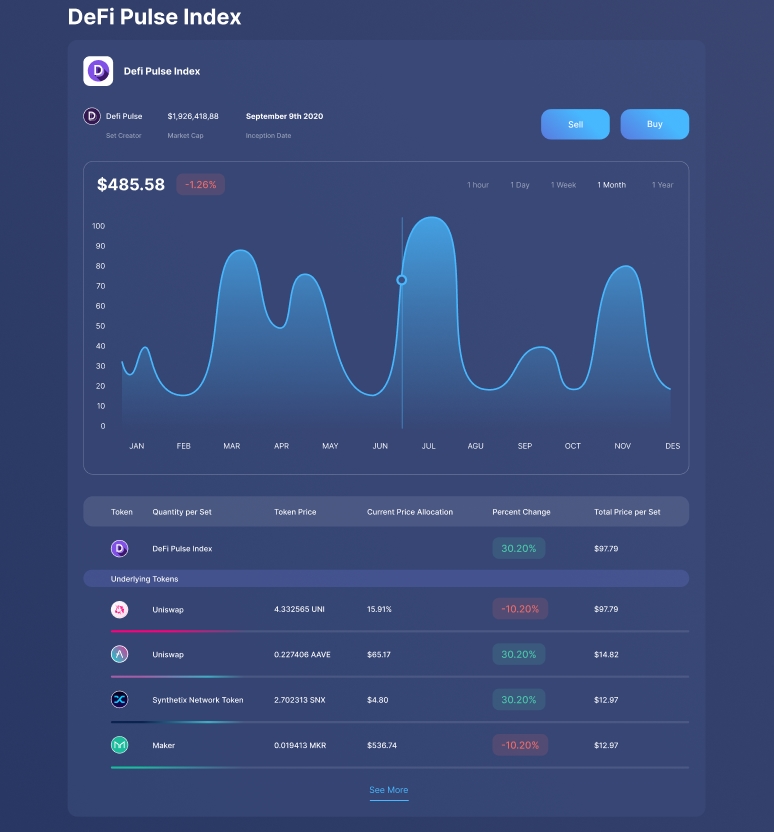 DeFi Pulse Index
Defi Pulse Index
Defi Pulse $1,926,418,88 September 9th 2020
Set Creator Market Cap Inception Date
Sell Buy
$485.58 -1.26% 1 hour 1 Day 1 Week 1 Month 1 Year
100
90
80
70
60
50
40
30
20
10
0
JAN FEB MAR APR MAY JUN JUL AGU SEP OCT NOV DES
Token Quantity per Set Token Price Current Price Allocation Percent Change Total Price per Set
DeFi Pulse Index 30.20% $97.79
Underlying Tokens
Uniswap 4.332565 UNI 15.91% -10.20% $97.79
Uniswap 0.227406 AAVE $65.17 30.20% $14.82
Synthetix Network Token 2.702313 SNX $4.80 30.20% $12.97
Maker 0.019413 MKR $536.74 -10.20% $12.97
See More